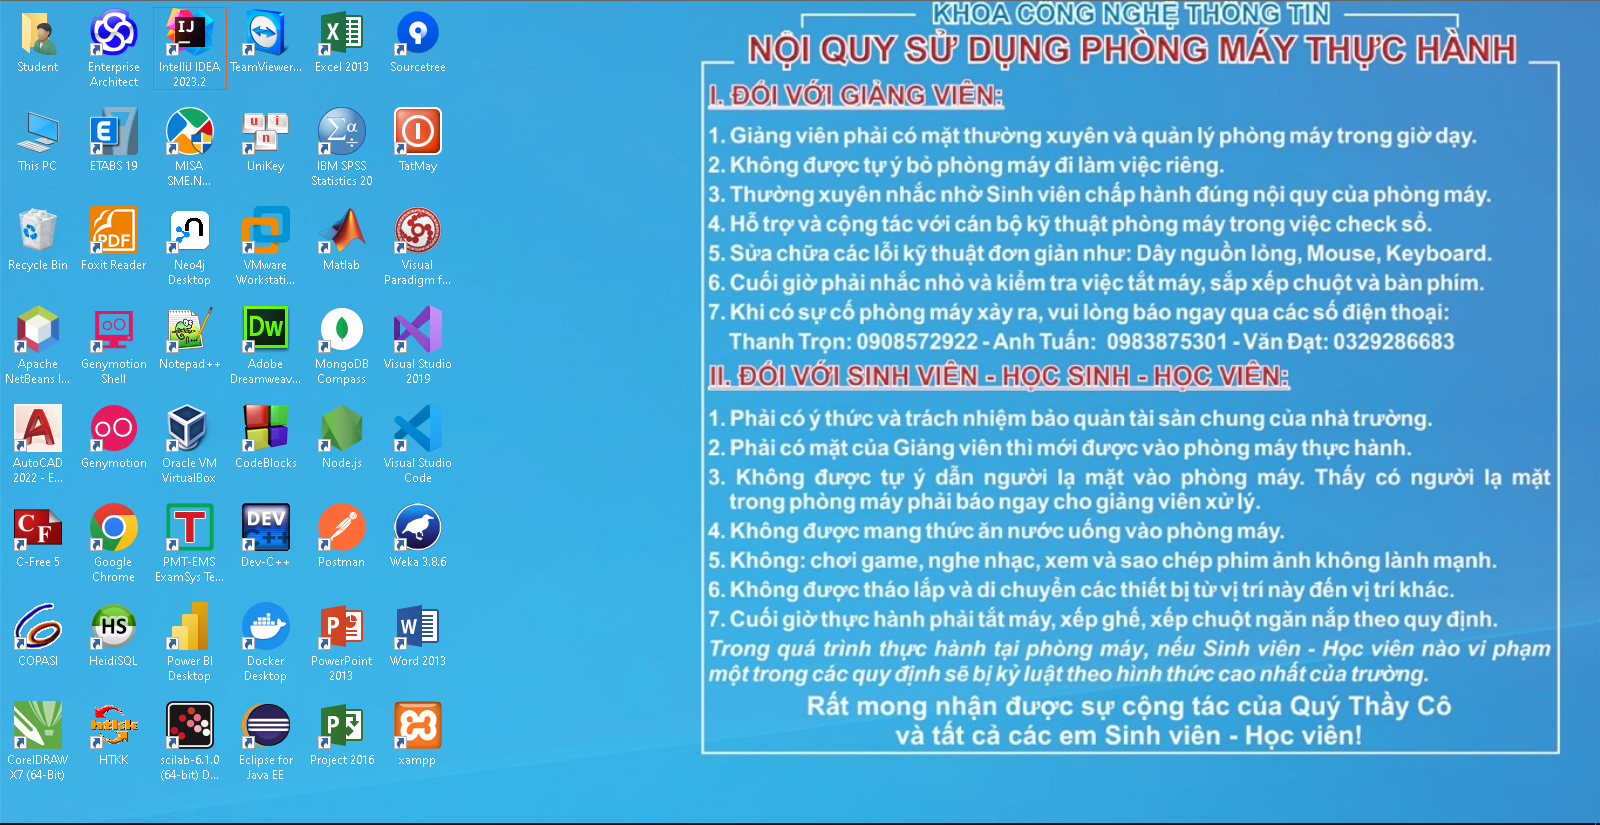 Student
Enterprise
Architect
IntelliJ IDEA
2023.2
TeamViewer...
Excel 2013
Sourcetree
This PC
ETABS 19
MISA
SME.N...
UniKey
IBM SPSS
Statistics 20
TatMay
Recycle Bin
Foxit Reader
Neo4j
Desktop
VMware
Workstati...
Matlab
Visual
Paradigm f...
Apache
NetBeans I...
Genymotion
Shell
Notepad++
Adobe
Dreamweav...
MongoDB
Compass
Visual Studio
2019
AutoCAD
2022 - E...
Genymotion
Oracle VM
VirtualBox
CodeBlocks
Node.js
Visual Studio
Code
C-Free 5
Google
Chrome
PMT-EMS
ExamSys Te...
Dev-C++
Postman
Weka 3.8.6
COPASI
HeidiSQL
Power BI
Desktop
Docker
Desktop
PowerPoint
2013
Word 2013
CorelDRAW
X7 (64-Bit)
HTKK
scilab-6.1.0
(64-bit) D...
Eclipse for
Java EE
Project 2016
xampp
KHOA CÔNG NGHỆ THÔNG TIN
NỘI QUY SỬ DỤNG PHÒNG MÁY THỰC HÀNH
I. ĐỐI VỚI GIẢNG VIÊN:
1. Giảng viên phải có mặt thường xuyên và quản lý phòng máy trong giờ dạy.
2. Không được tự ý bỏ phòng máy đi làm việc riêng.
3. Thường xuyên nhắc nhở Sinh viên chấp hành đúng nội quy của phòng máy.
4. Hỗ trợ và cộng tác với cán bộ kỹ thuật phòng máy trong việc check sổ.
5. Sửa chữa các lỗi kỹ thuật đơn giản như: Dây nguồn lỏng, Mouse, Keyboard.
6. Cuối giờ phải nhắc nhỏ và kiểm tra việc tắt máy, sắp xếp chuột và bàn phím.
7. Khi có sự cố phòng máy xảy ra, vui lòng báo ngay qua các số điện thoại:
Thanh Trọn: 0908572922 - Anh Tuấn: 0983875301 - Văn Đạt: 0329286683
II. ĐỐI VỚI SINH VIÊN - HỌC SINH - HỌC VIÊN:
1. Phải có ý thức và trách nhiệm bảo quản tài sản chung của nhà trường.
2. Phải có mặt của Giảng viên thì mới được vào phòng máy thực hành.
3. Không được tự ý dẫn người lạ mặt vào phòng máy. Thấy có người lạ mặt
trong phòng máy phải báo ngay cho giảng viên xử lý.
4. Không được mang thức ăn nước uống vào phòng máy.
5. Không: chơi game, nghe nhạc, xem và sao chép phim ảnh không lành mạnh.
6. Không được tháo lắp và di chuyển các thiết bị từ vị trí này đến vị trí khác.
7. Cuối giờ thực hành phải tắt máy, xếp ghế, xếp chuột ngăn nắp theo quy định.
Trong quá trình thực hành tại phòng máy, nếu Sinh viên - Học viên nào vi phạm
một trong các quy định sẽ bị kỷ luật theo hình thức cao nhất của trường.
Rất mong nhận được sự cộng tác của Quý Thầy Cô
và tất cả các em Sinh viên - Học viên!